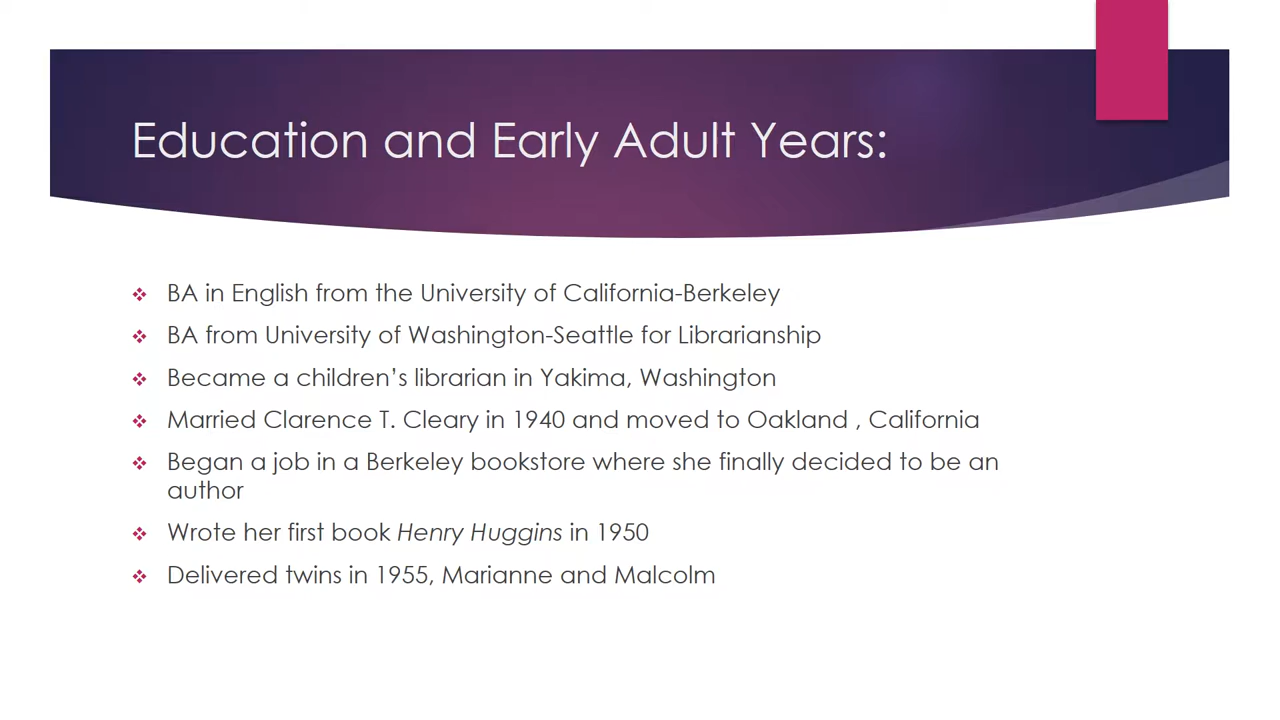 Education and Early Adult Years:
BA in English from the University of California-Berkeley
BA from University of Washington-Seattle for Librarianship
Became a children’s librarian in Yakima, Washington
Married Clarence T. Cleary in 1940 and moved to Oakland , California
Began a job in a Berkeley bookstore where she finally decided to be an
author
Wrote her first book Henry Huggins in 1950
Delivered twins in 1955, Marianne and Malcolm